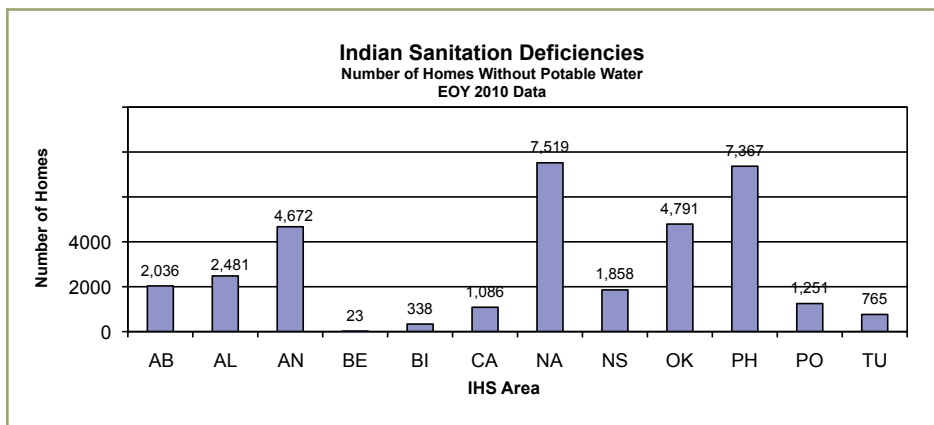 Indian Sanitation Deficiencies
Number of Homes Without Potable Water
EOY 2010 Data
Number of Homes
4000
2000
0
2,036
2,481
4,672
23
338
1,086
7,519
1,858
4,791
7,367
1,251
765
AB AL AN BE BI CA NA NS OK PH PO TU
IHS Area